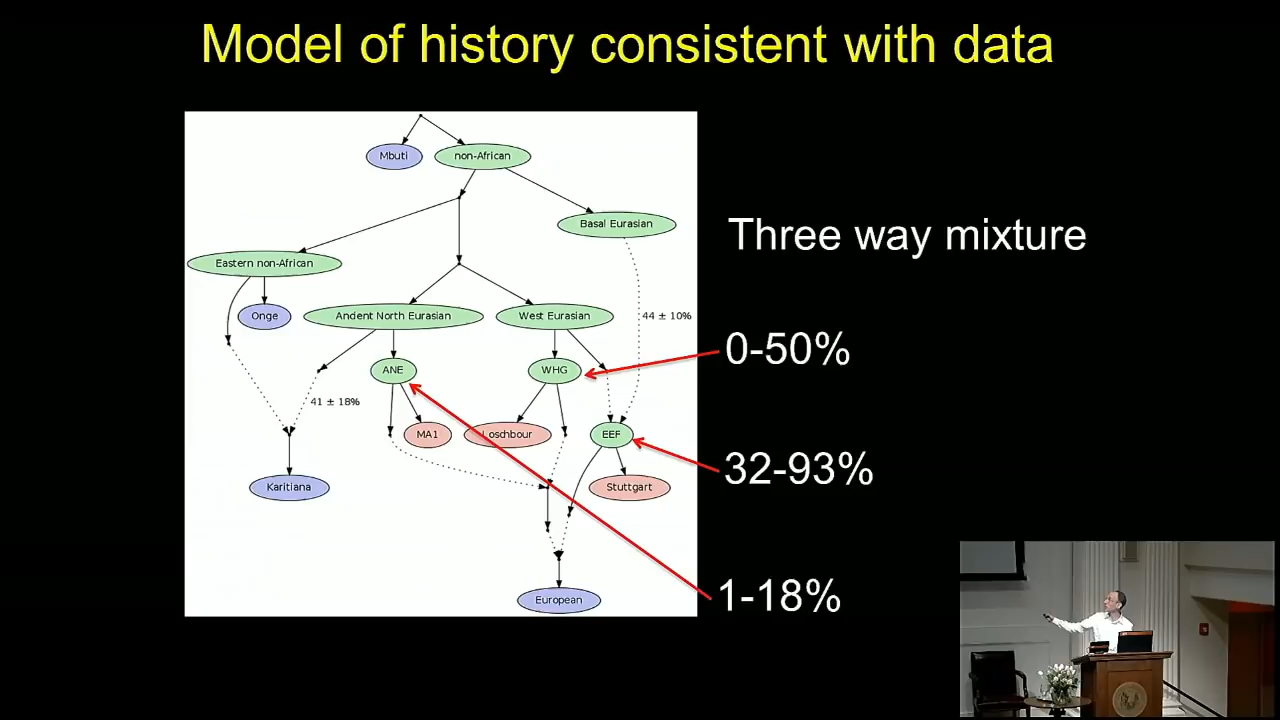 Model of history consistent with data
Mbuti
non-African
Basal Eurasian
Three way mixture
Eastern non-African
Onge
Ancient North Eurasian
West Eurasian
44 ± 10%
0-50%
ANE
WHG
41 ± 18%
MA1
Loschbour
EEF
32-93%
Karitiana
Stuttgart
European
1-18%